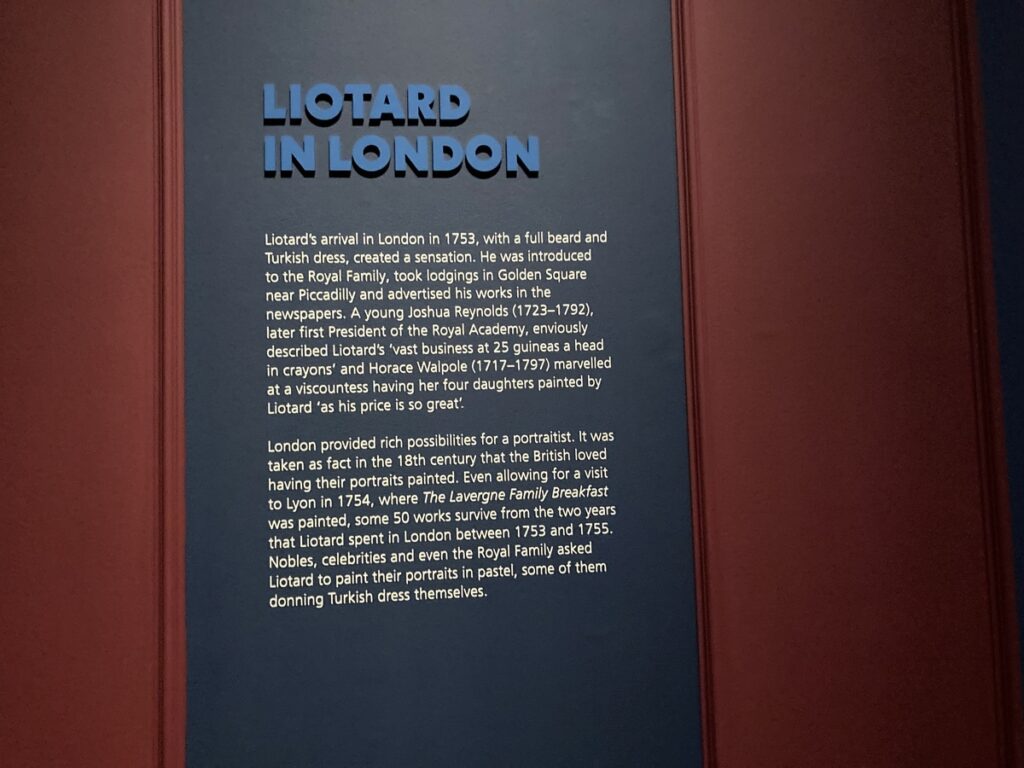 LIOTARD
IN LONDON
Liotard's arrival in London in 1753, with a full beard and
Turkish dress, created a sensation. He was introduced
to the Royal Family, took lodgings in Golden Square
near Piccadilly and advertised his works in the
newspapers. A young Joshua Reynolds (1723–1792),
later first President of the Royal Academy, enviously
described Liotard's ‘vast business at 25 guineas a head
in crayons’ and Horace Walpole (1717–1797) marvelled
at a viscountess having her four daughters painted by
Liotard ‘as his price is so great’.
London provided rich possibilities for a portraitist. It was
taken as fact in the 18th century that the British loved
having their portraits painted. Even allowing for a visit
to Lyon in 1754, where The Lavergne Family Breakfast
was painted, some 50 works survive from the two years
that Liotard spent in London between 1753 and 1755.
Nobles, celebrities and even the Royal Family asked
Liotard to paint their portraits in pastel, some of them
donning Turkish dress themselves.